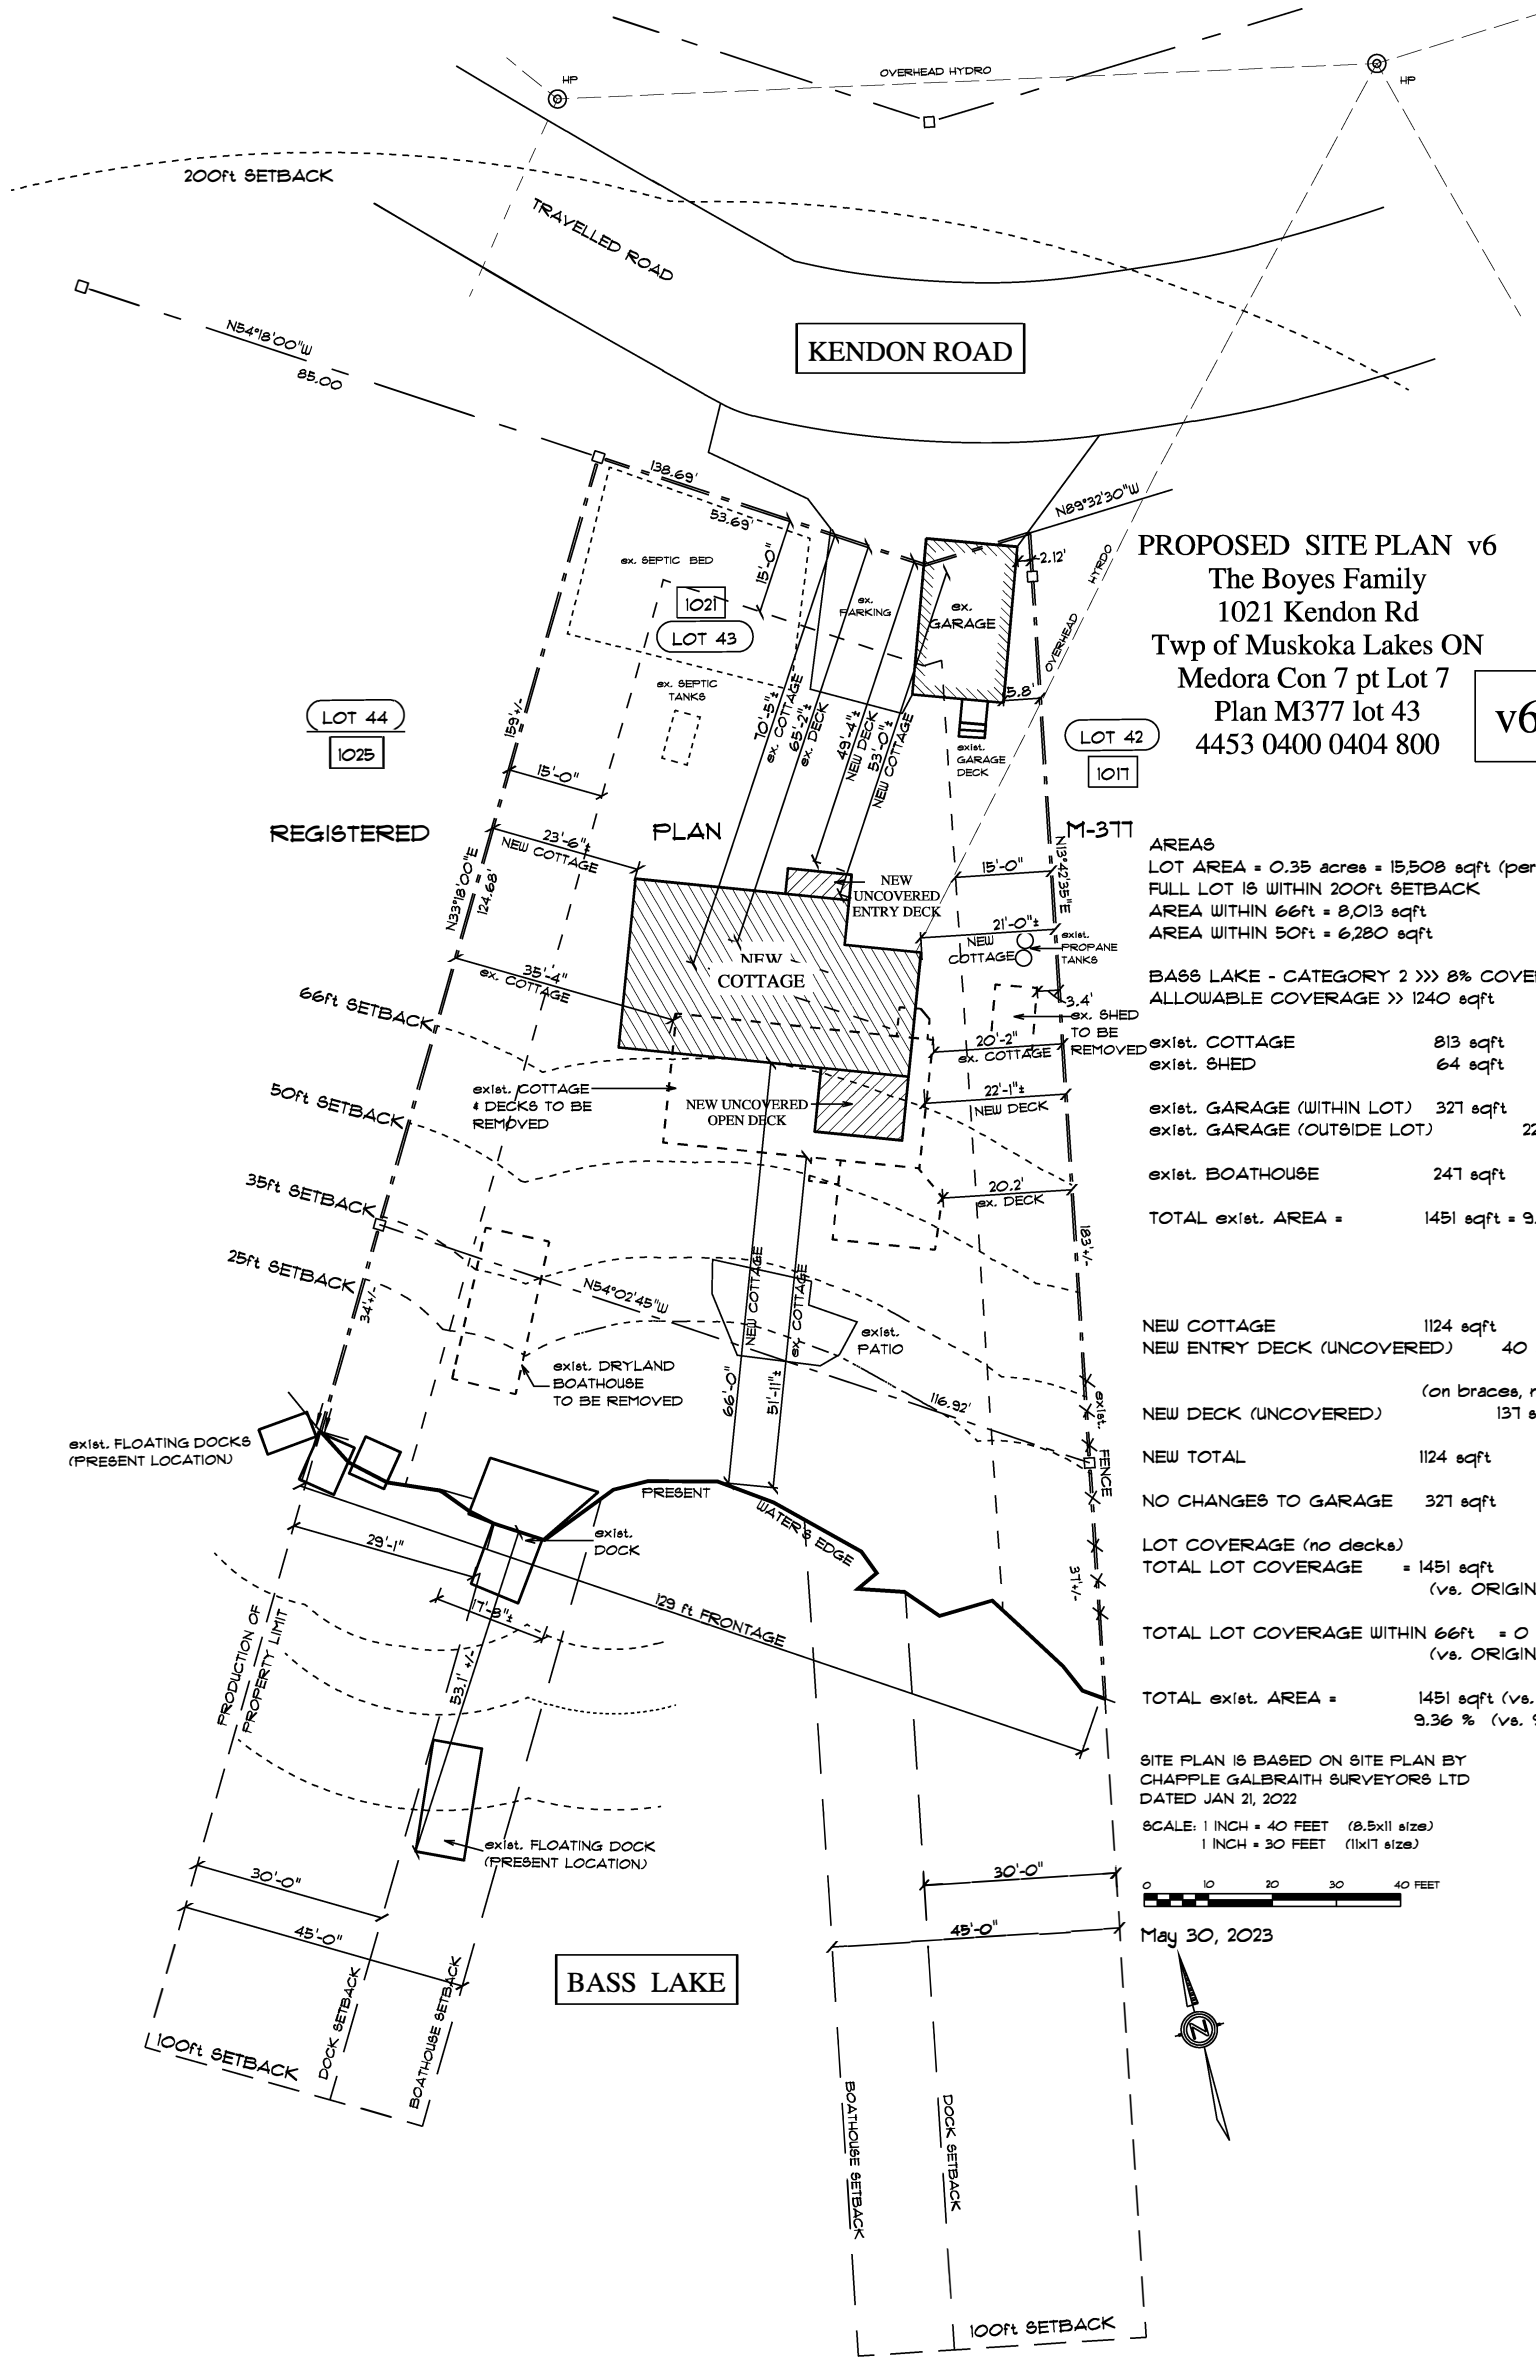 HP
OVERHEAD HYDRO
HP
200ft SETBACK
TRAVELLED ROAD
N54°18'00"W
85.00
KENDON ROAD
138.69'
53.69'
N89°32'30"W
2.12'
15'-0"
ex. SEPTIC BED
1021
LOT 43
ex.
PARKING
ex.
GARAGE
OVERHEAD HYRDO
PROPOSED SITE PLAN v6
The Boyes Family
1021 Kendon Rd
Twp of Muskoka Lakes ON
Medora Con 7 pt Lot 7
Plan M377 lot 43
4453 0400 0404 800
v6
ex. SEPTIC
TANKS
5.8'
LOT 44
1025
159'+/-
70'-5"±
ex. COTTAGE
65'-2"±
ex. DECK
49'-4"±
NEW DECK
53'-0"±
NEW COTTAGE
exist.
GARAGE
DECK
LOT 42
1017
15'-0"
REGISTERED
PLAN
M-377
23'-6"±
NEW COTTAGE
N33°18'00"E
124.68'
NEW
UNCOVERED
ENTRY DECK
15'-0"
N13°42'35"E
21'-0"±
NEW
COTTAGE
exist.
PROPANE
TANKS
35'-4"
ex. COTTAGE
NEW
COTTAGE
3.4'
ex. SHED
TO BE
REMOVED
20'-2"
ex. COTTAGE
66ft SETBACK
exist. COTTAGE
& DECKS TO BE
REMOVED
NEW UNCOVERED
OPEN DECK
22'-1"±
NEW DECK
50ft SETBACK
20.2'
ex. DECK
35ft SETBACK
183'+/-
25ft SETBACK
34'+/-
N54°02'45"W
NEW COTTAGE
66'-0"
ex. COTTAGE
51'-11"±
exist.
PATIO
exist. DRYLAND
BOATHOUSE
TO BE REMOVED
116.92'
exist. FENCE
exist. FLOATING DOCKS
(PRESENT LOCATION)
PRESENT WATER'S EDGE
exist.
DOCK
29'-1"
17'-8"±
129 ft FRONTAGE
37'+/-
PRODUCTION OF
PROPERTY LIMIT
53.1' +/-
exist. FLOATING DOCK
(PRESENT LOCATION)
30'-0"
45'-0"
30'-0"
45'-0"
BASS LAKE
100ft SETBACK
DOCK SETBACK
BOATHOUSE SETBACK
BOATHOUSE SETBACK
DOCK SETBACK
100ft SETBACK
AREAS
LOT AREA = 0.35 acres = 15,508 sqft (per
FULL LOT IS WITHIN 200ft SETBACK
AREA WITHIN 66ft = 8,013 sqft
AREA WITHIN 50ft = 6,280 sqft
BASS LAKE - CATEGORY 2 >>> 8% COVE
ALLOWABLE COVERAGE >> 1240 sqft
exist. COTTAGE 813 sqft
exist. SHED 64 sqft
exist. GARAGE (WITHIN LOT) 327 sqft
exist. GARAGE (OUTSIDE LOT) 22
exist. BOATHOUSE 247 sqft
TOTAL exist. AREA = 1451 sqft = 9.
NEW COTTAGE 1124 sqft
NEW ENTRY DECK (UNCOVERED) 40
(on braces,
NEW DECK (UNCOVERED) 137 s
NEW TOTAL 1124 sqft
NO CHANGES TO GARAGE 327 sqft
LOT COVERAGE (no decks)
TOTAL LOT COVERAGE = 1451 sqft
(vs. ORIGIN
TOTAL LOT COVERAGE WITHIN 66ft = 0
(vs. ORIGIN
TOTAL exist. AREA = 1451 sqft (vs.
9.36 % (vs.
SITE PLAN IS BASED ON SITE PLAN BY
CHAPPLE GALBRAITH SURVEYORS LTD
DATED JAN 21, 2022
SCALE: 1 INCH = 40 FEET (8.5x11 size)
1 INCH = 30 FEET (11x17 size)
0 10 20 30 40 FEET
May 30, 2023
N